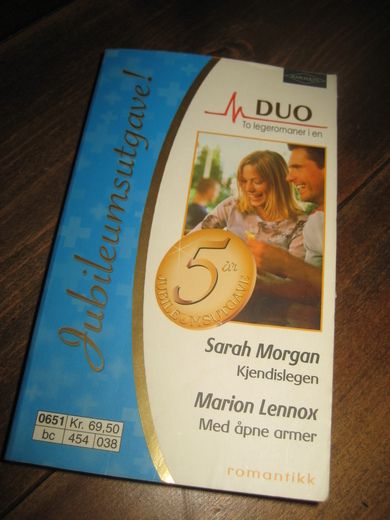 Jubileumsutgave!
DUO
To legeromaner i en
5
år
JUBILEUMSUTGAVE
Sarah Morgan
Kjendislegen
Marion Lennox
Med åpne armer
0651 Kr. 69,50
bc 454 038
romantikk